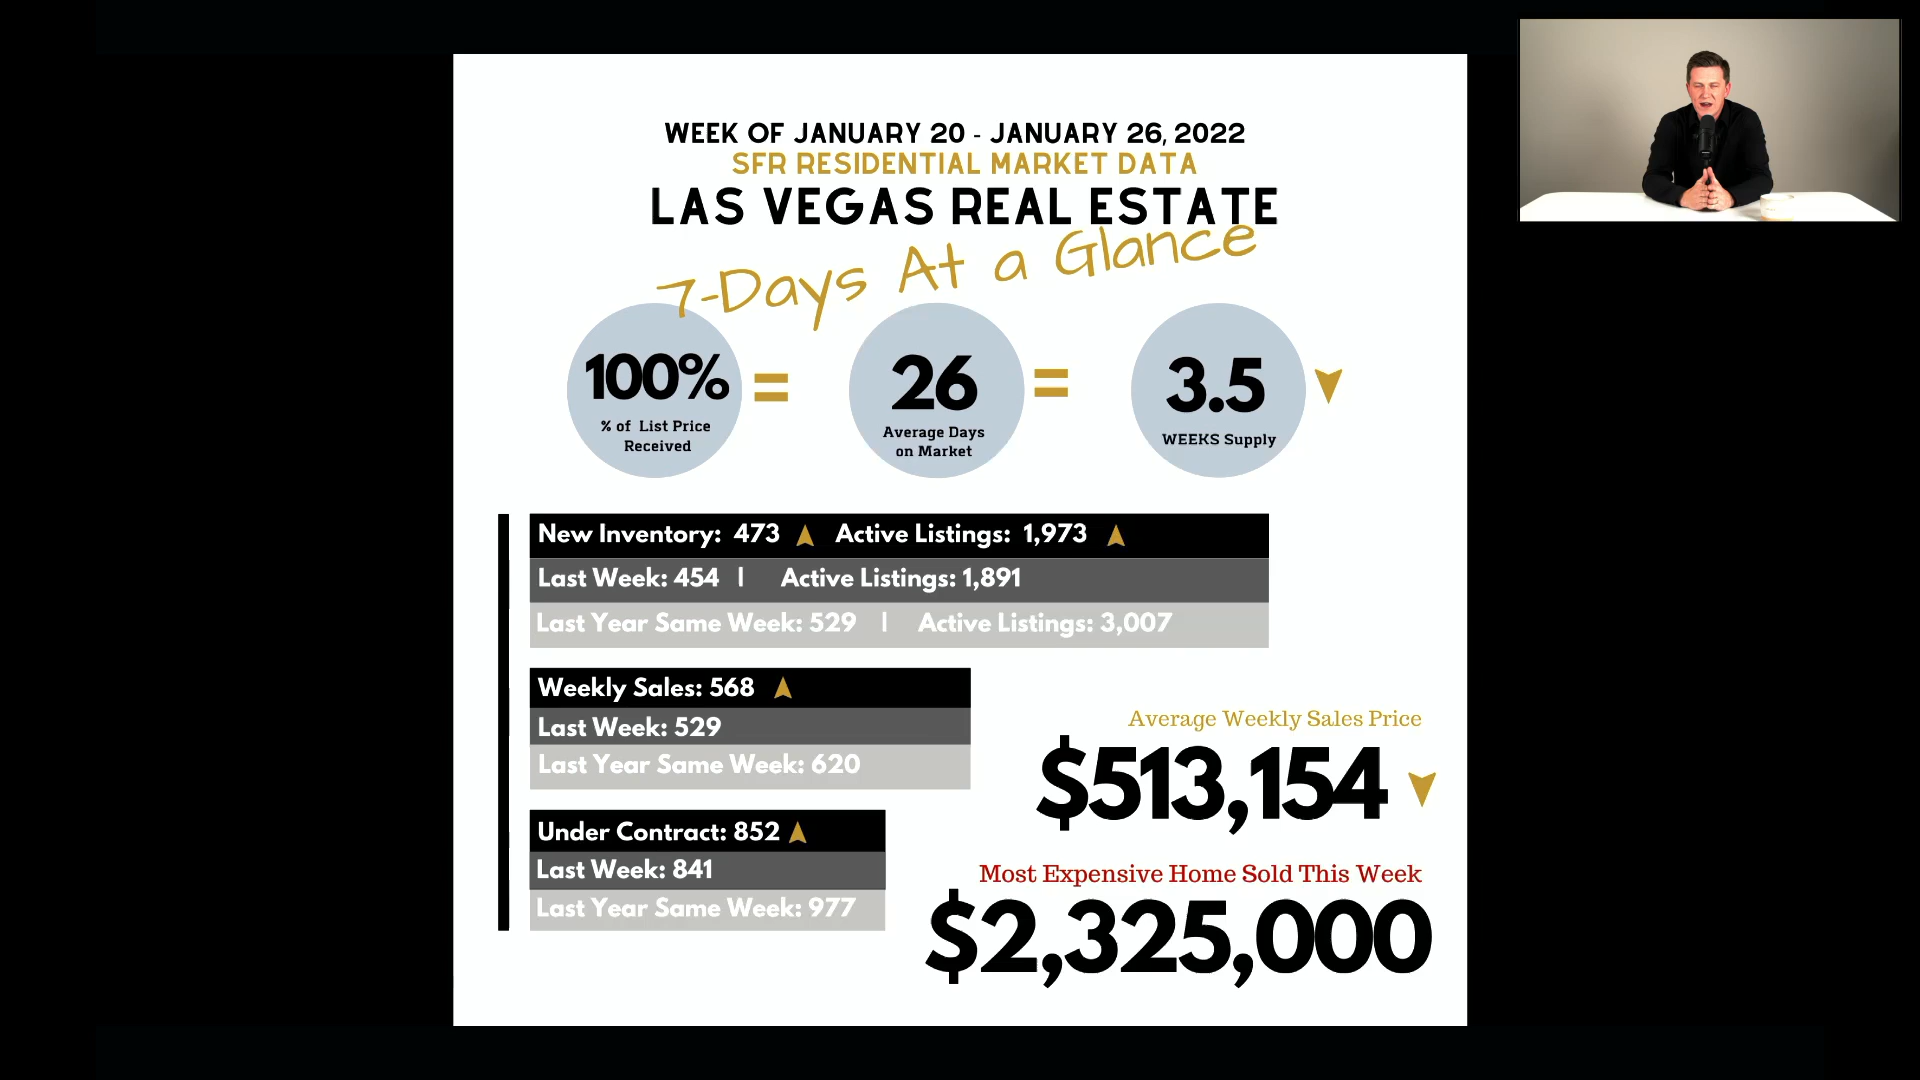 WEEK OF JANUARY 20 - JANUARY 26, 2022
SFR RESIDENTIAL MARKET DATA
LAS VEGAS REAL ESTATE
7-Days At a Glance
100%
% of List Price
Received
=
26
Average Days
on Market
=
3.5
WEEKS Supply
New Inventory: 473 Active Listings: 1,973
Last Week: 454 | Active Listings: 1,891
Last Year Same Week: 529 | Active Listings: 3,007
Weekly Sales: 568
Last Week: 529
Last Year Same Week: 620
Under Contract: 852
Last Week: 841
Last Year Same Week: 977
Average Weekly Sales Price
$513,154
Most Expensive Home Sold This Week
$2,325,000